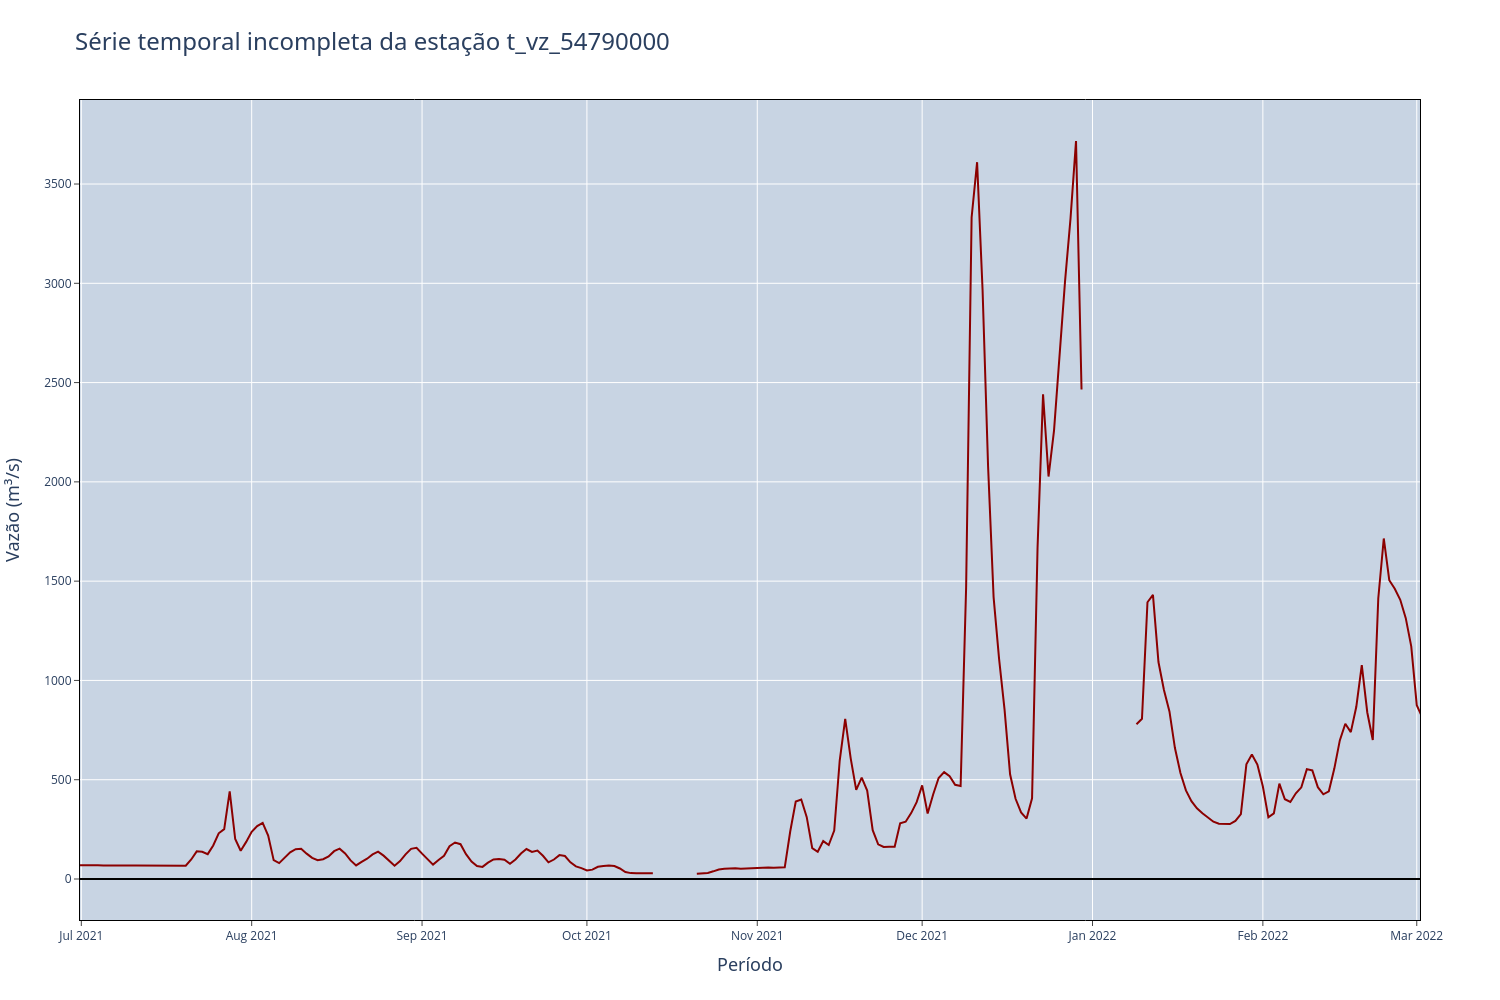 Série temporal incompleta da estação t_vz_54790000
Vazão (m³/s)
3500
3000
2500
2000
1500
1000
500
0
Jul 2021
Aug 2021
Sep 2021
Oct 2021
Nov 2021
Dec 2021
Jan 2022
Feb 2022
Mar 2022
Período